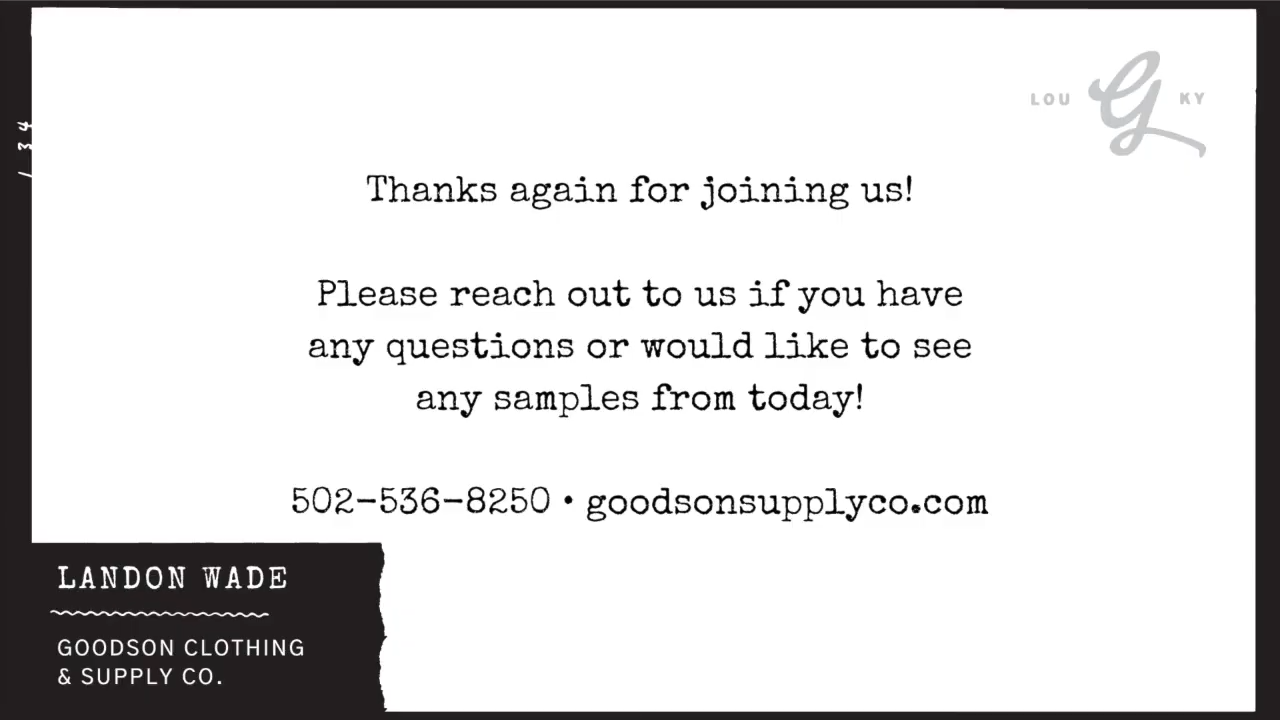 LOU G KY
/ 34
Thanks again for joining us!
Please reach out to us if you have
any questions or would like to see
any samples from today!
502-536-8250 • goodsonsupplyco.com
LANDON WADE
GOODSON CLOTHING
& SUPPLY CO.